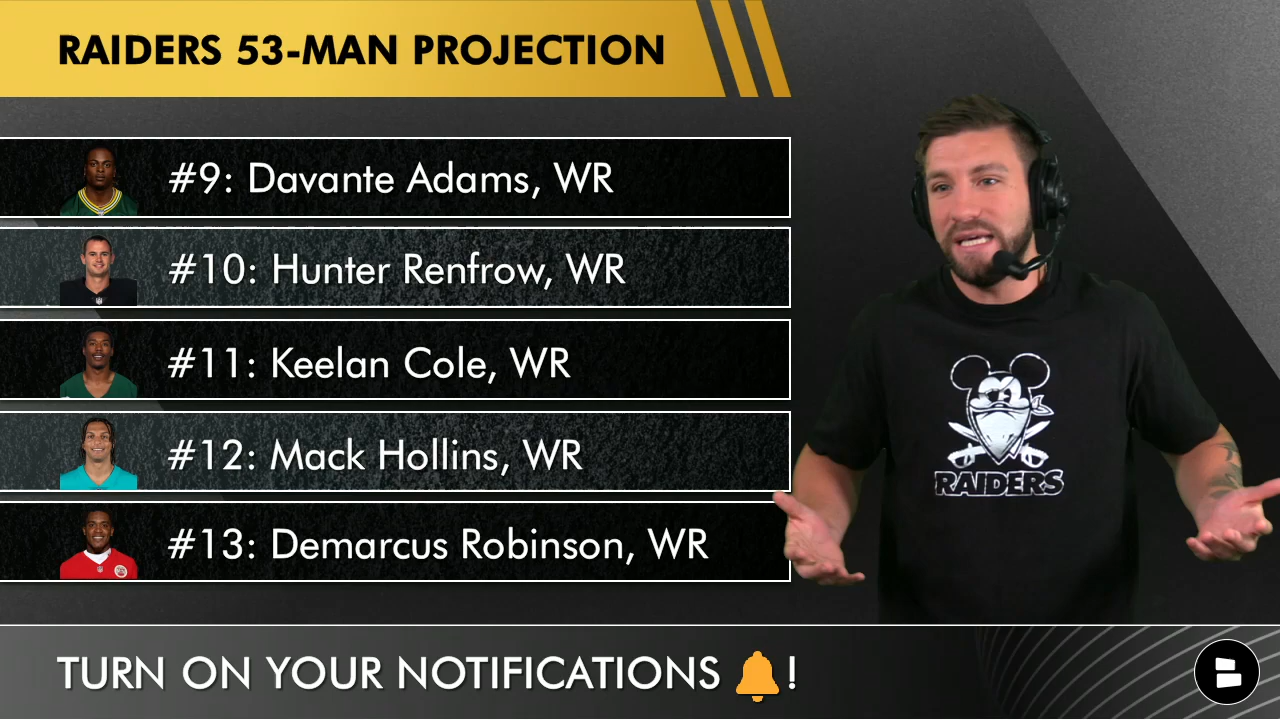 RAIDERS 53-MAN PROJECTION
#9: Davante Adams, WR
#10: Hunter Renfrow, WR
#11: Keelan Cole, WR
#12: Mack Hollins, WR
#13: Demarcus Robinson, WR
RAIDERS
TURN ON YOUR NOTIFICATIONS 🔔!